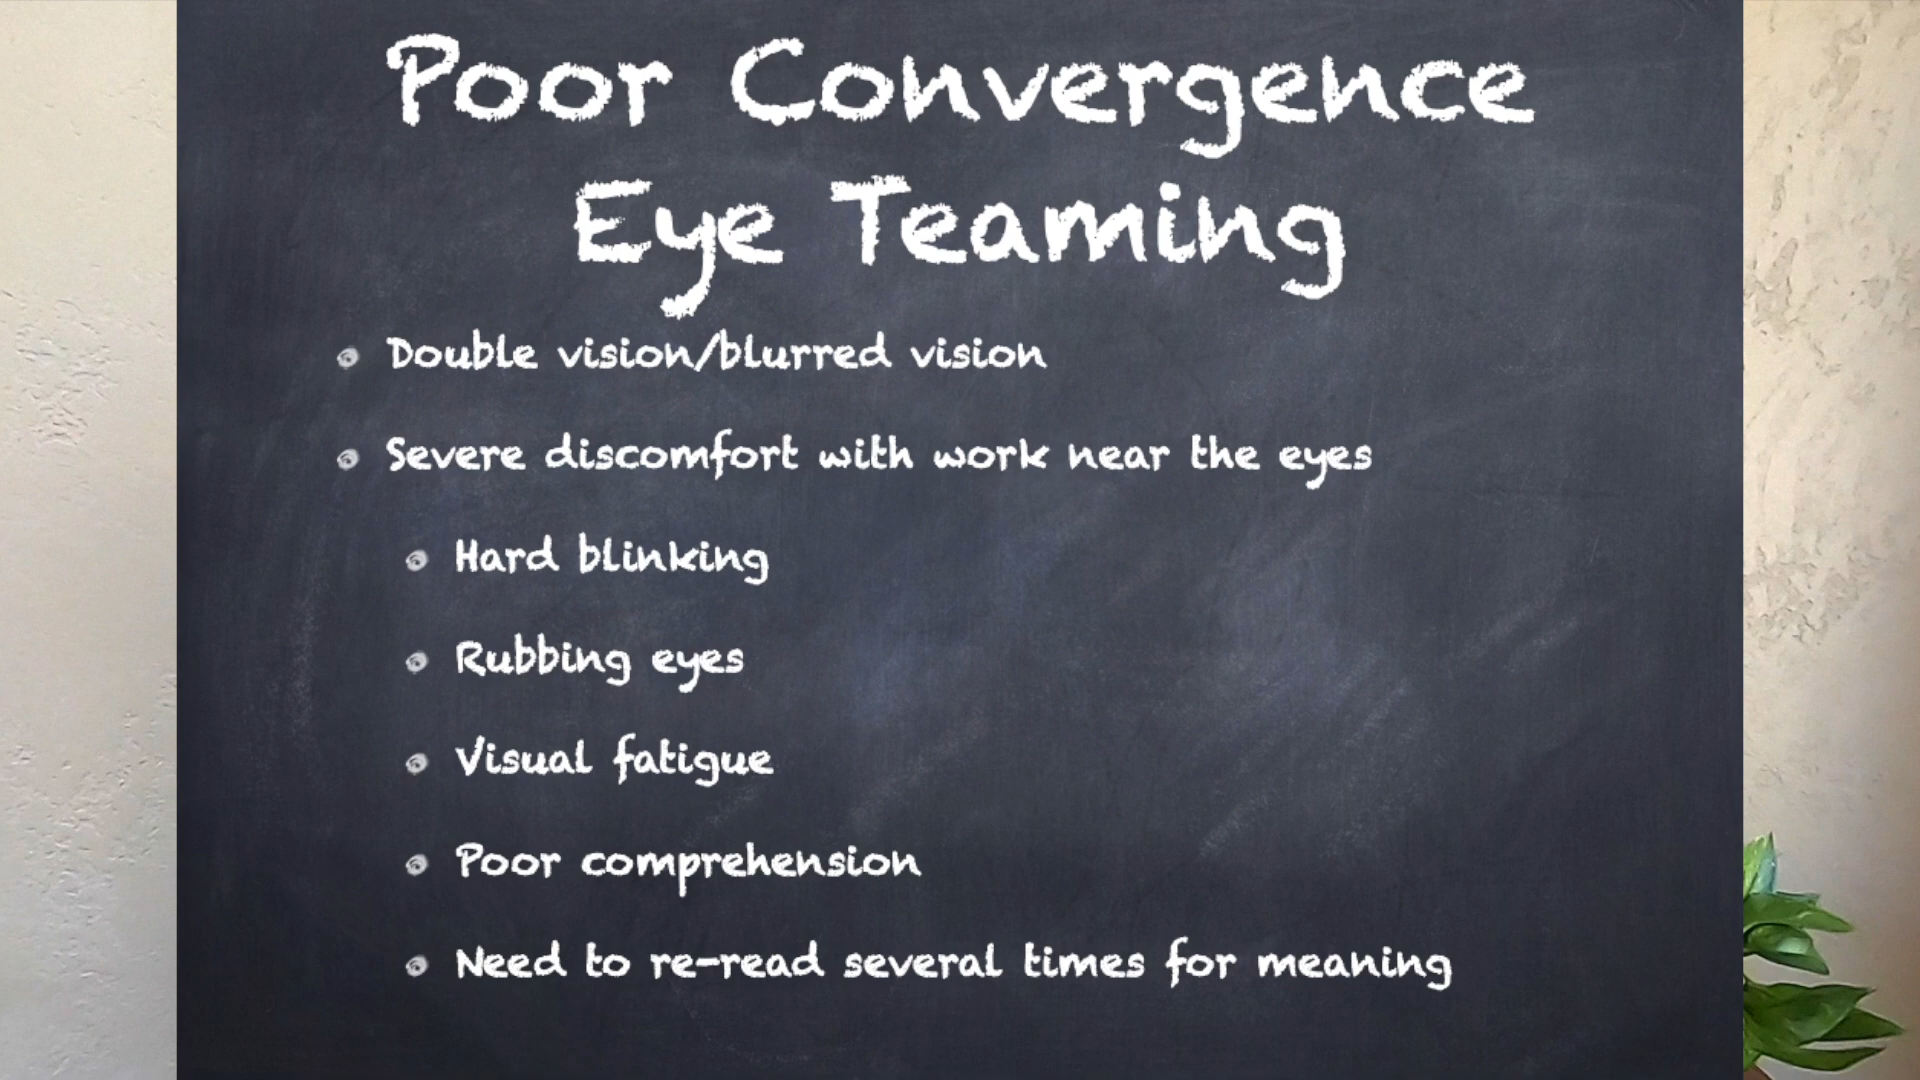 Poor Convergence
Eye Teaming
Double vision/blurred vision
Severe discomfort with work near the eyes
Hard blinking
Rubbing eyes
Visual fatigue
Poor comprehension
Need to re-read several times for meaning